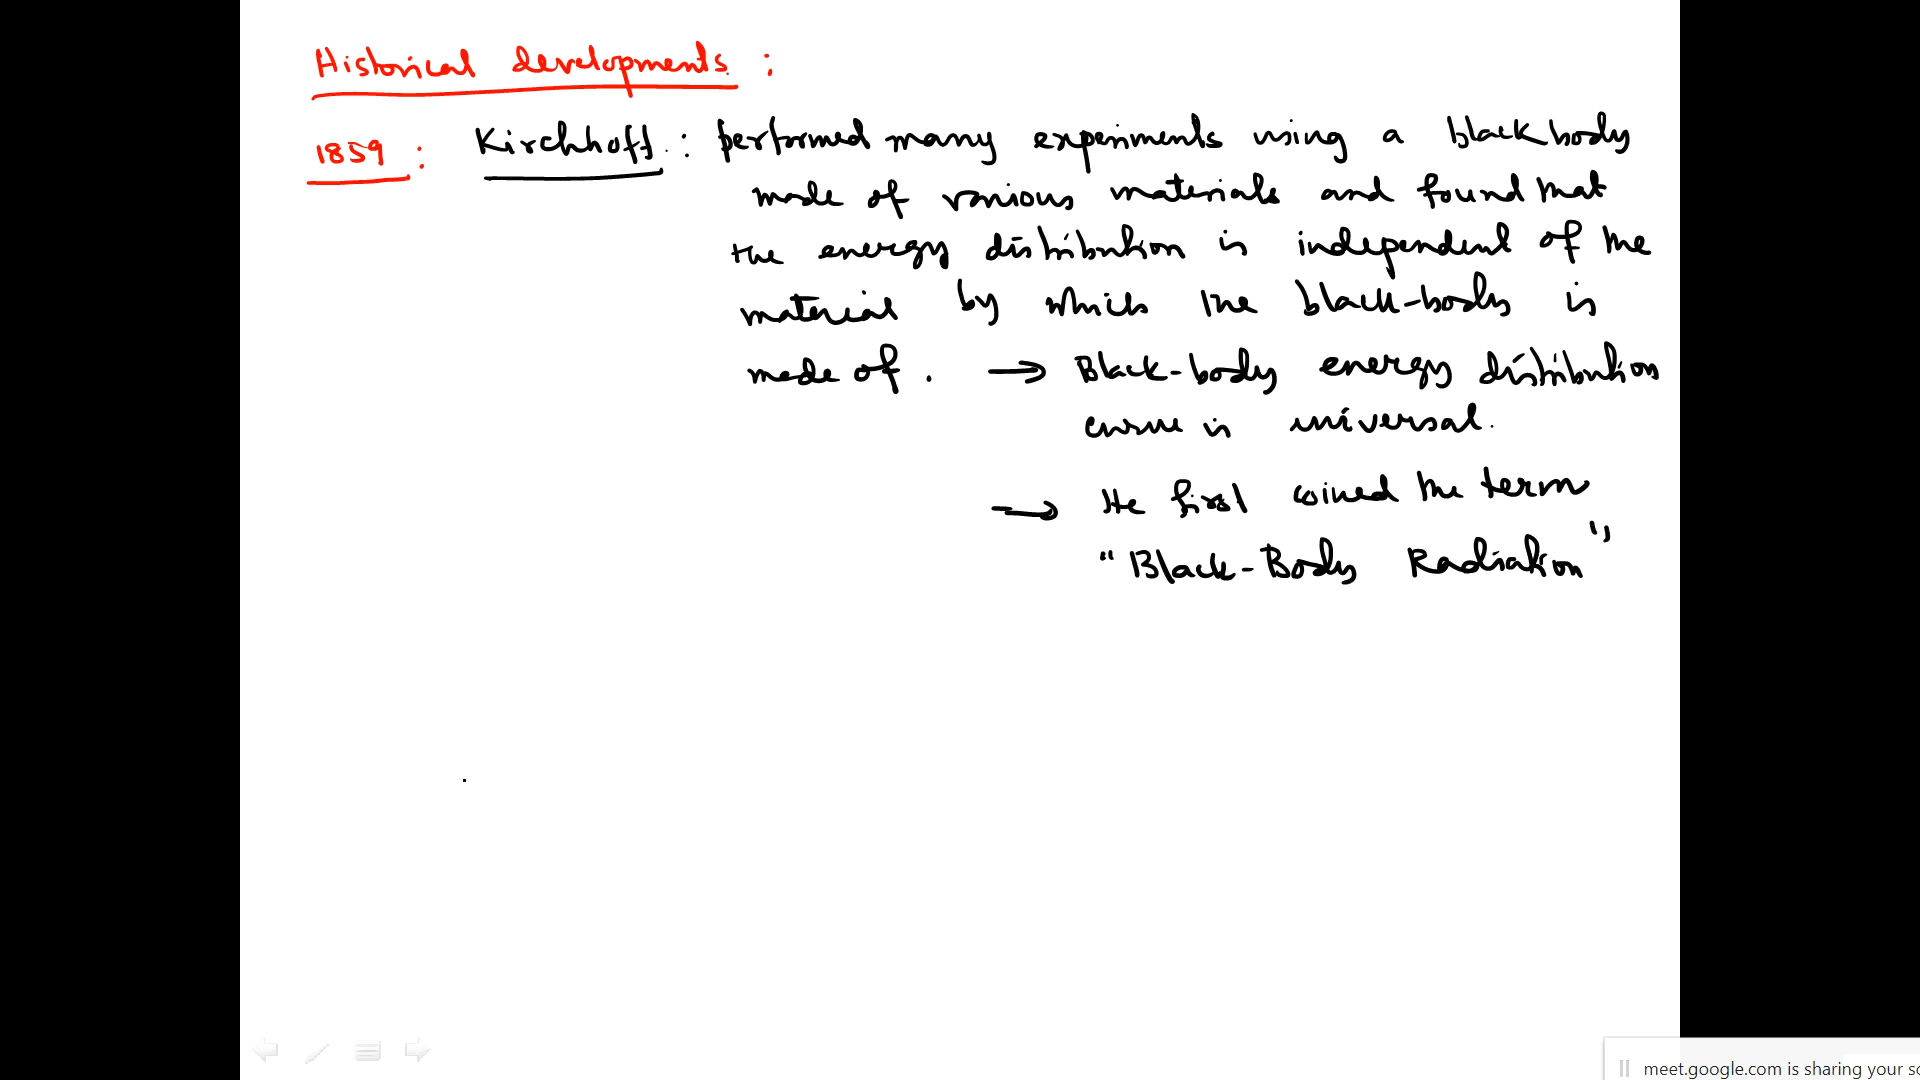 Historical developments :
1859 : Kirchhoff : performed many experiments using a blackbody
made of various materials and found that
the energy distribution is independent of the
material by which the black-body is
made of . → Black-body energy distribution
curve is universal.
→ He first coined the term
"Black-Body Radiation"
meet.google.com is sharing your sc